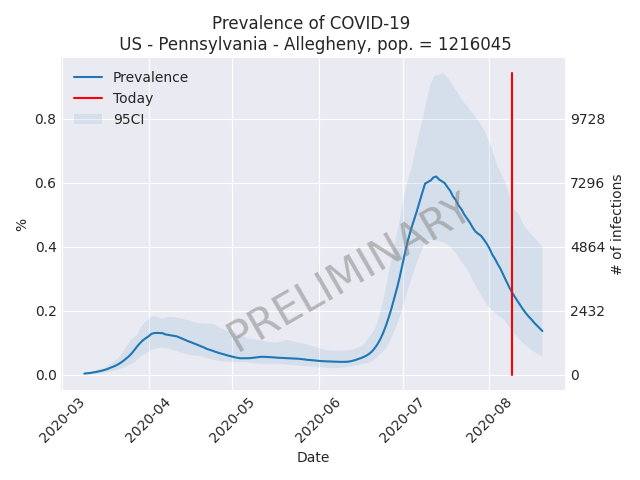 Prevalence of COVID-19
US - Pennsylvania - Allegheny, pop. = 1216045
Prevalence
Today
95CI
PRELIMINARY
%
0.8
0.6
0.4
0.2
0.0
9728
7296
4864
2432
0
# of infections
2020-03
2020-04
2020-05
2020-06
2020-07
2020-08
Date